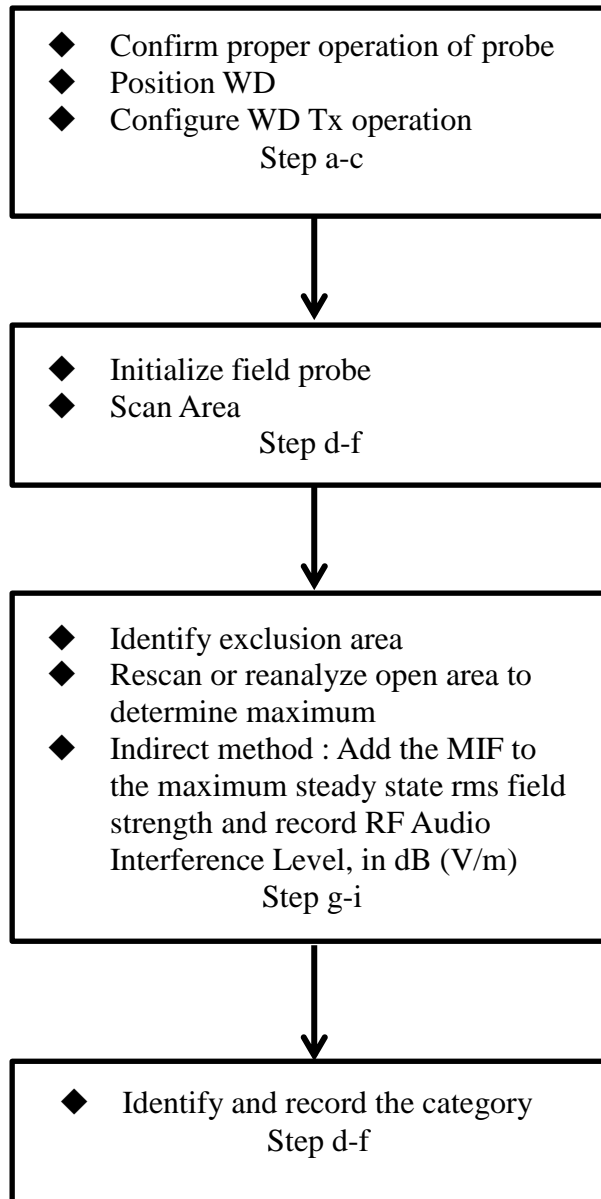 ◆ Confirm proper operation of probe
◆ Position WD
◆ Configure WD Tx operation
Step a-c
◆ Initialize field probe
◆ Scan Area
Step d-f
◆ Identify exclusion area
◆ Rescan or reanalyze open area to
determine maximum
◆ Indirect method : Add the MIF to
the maximum steady state rms field
strength and record RF Audio
Interference Level, in dB (V/m)
Step g-i
◆ Identify and record the category
Step d-f